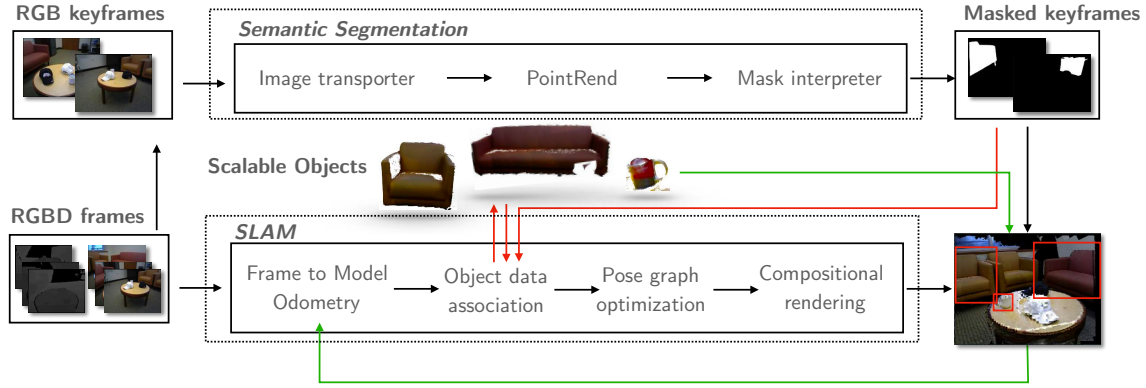 RGB keyframes
Semantic Segmentation
Masked keyframes
Image transporter
PointRend
Mask interpreter
Scalable Objects
RGBD frames
SLAM
Frame to Model
Odometry
Object data
association
Pose graph
optimization
Compositional
rendering